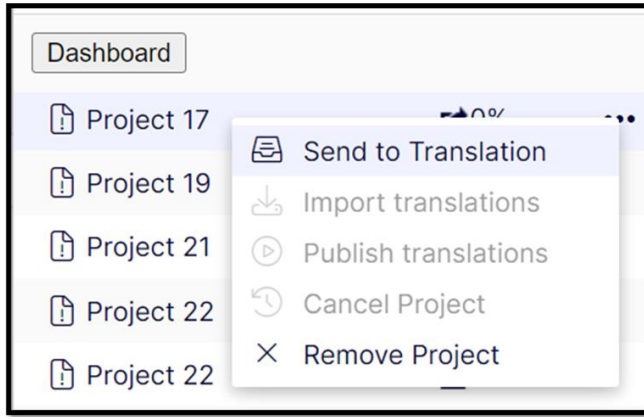 Dashboard
Project 17
0%
Send to Translation
Project 19
Import translations
Project 21
Publish translations
Project 22
Cancel Project
Project 22
Remove Project